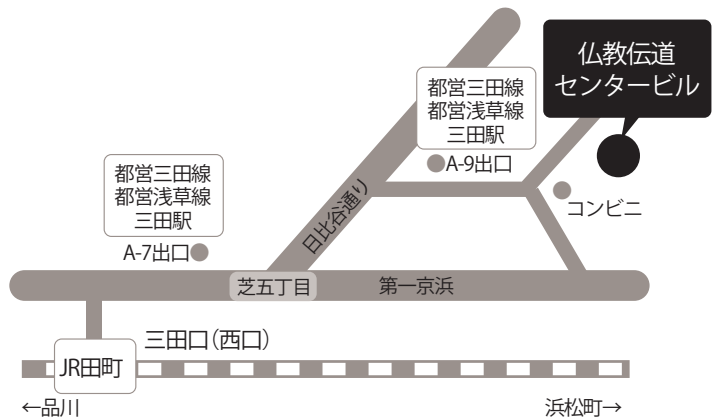 仏教伝道
センタービル
都営三田線
都営浅草線
三田駅
A-9出口
コンビニ
都営三田線
都営浅草線
三田駅
A-7出口
日比谷通り
芝五丁目
第一京浜
三田口（西口）
JR田町
←品川
浜松町→